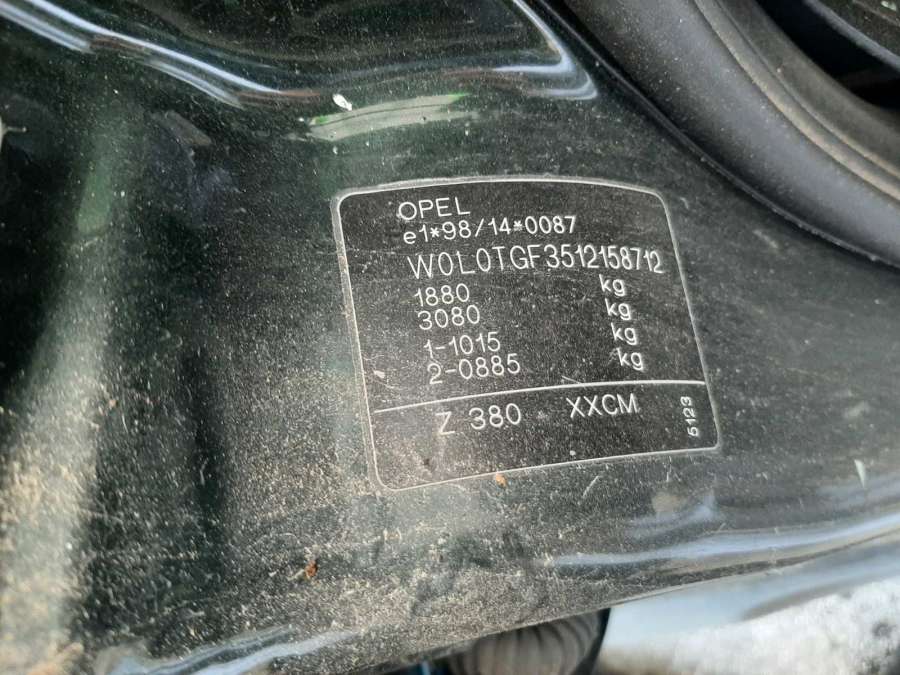 OPEL
e1*98/14*0087
W0L0TGF3512158712
1880 kg
3080 kg
1-1015 kg
2-0885 kg
Z 380 XXCM
5123